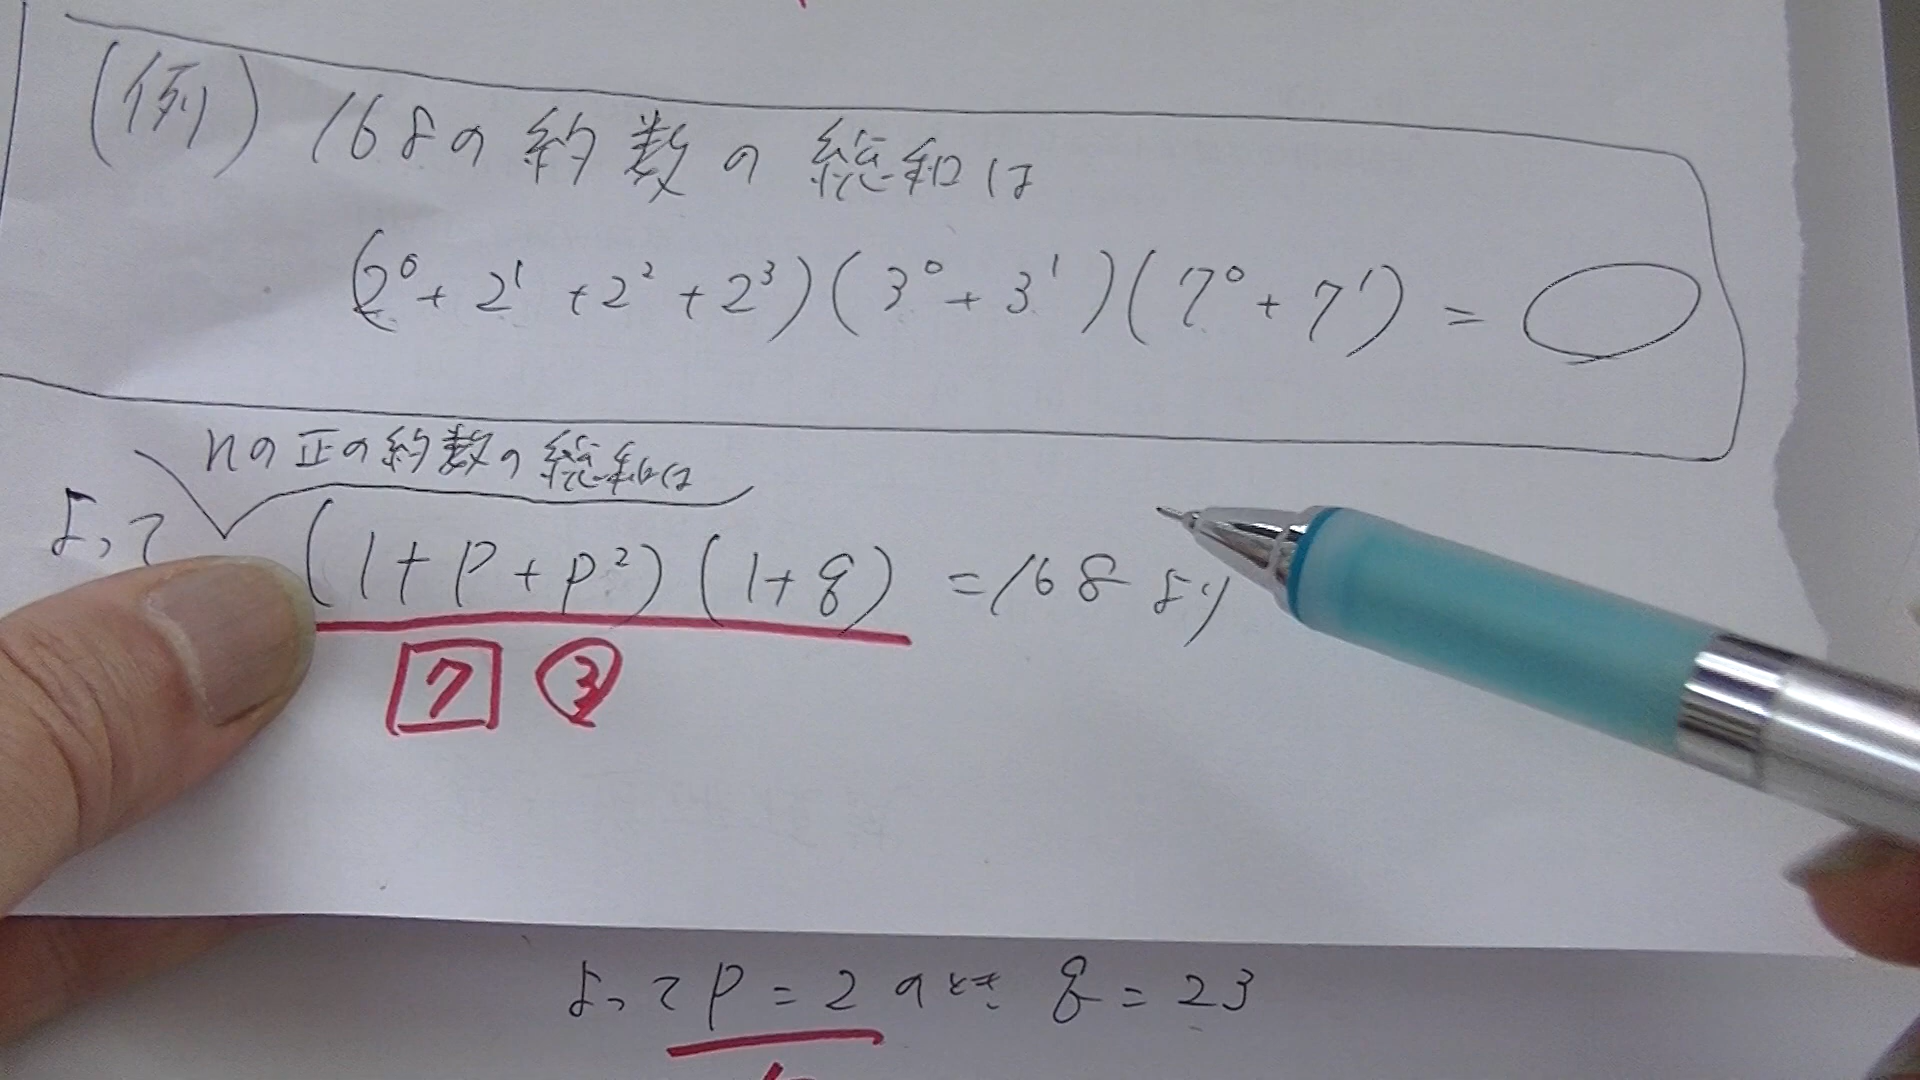 (例) 168の約数の総和は
(2⁰+2¹+2²+2³)(3⁰+3¹)(7⁰+7¹)=
nの正の約数の総和は
よって (1+p+p²)(1+q)=168より
7 3
よってp=2のとき q=23